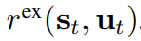 r^ex(s_t, u_t).